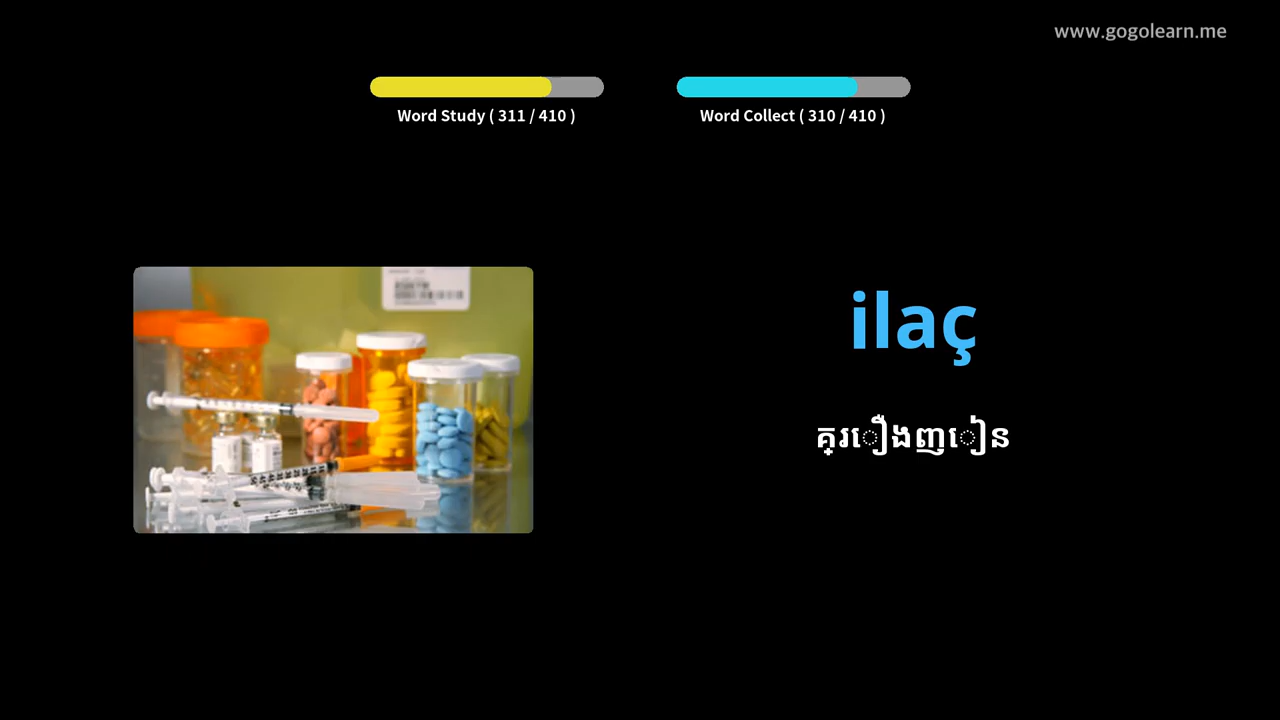 www.gogolearn.me
Word Study ( 311 / 410 )
Word Collect ( 310 / 410 )
ilaç
គ្រឿងញៀន